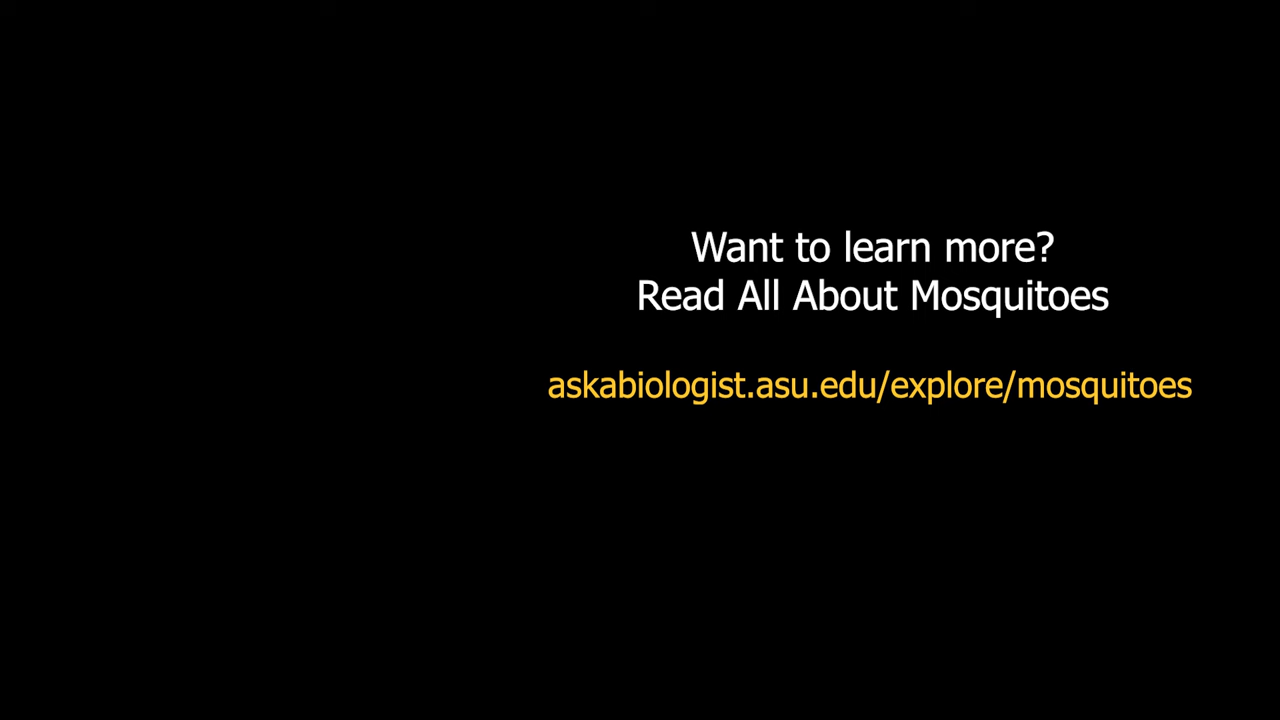 Want to learn more?
Read All About Mosquitoes
askabiologist.asu.edu/explore/mosquitoes